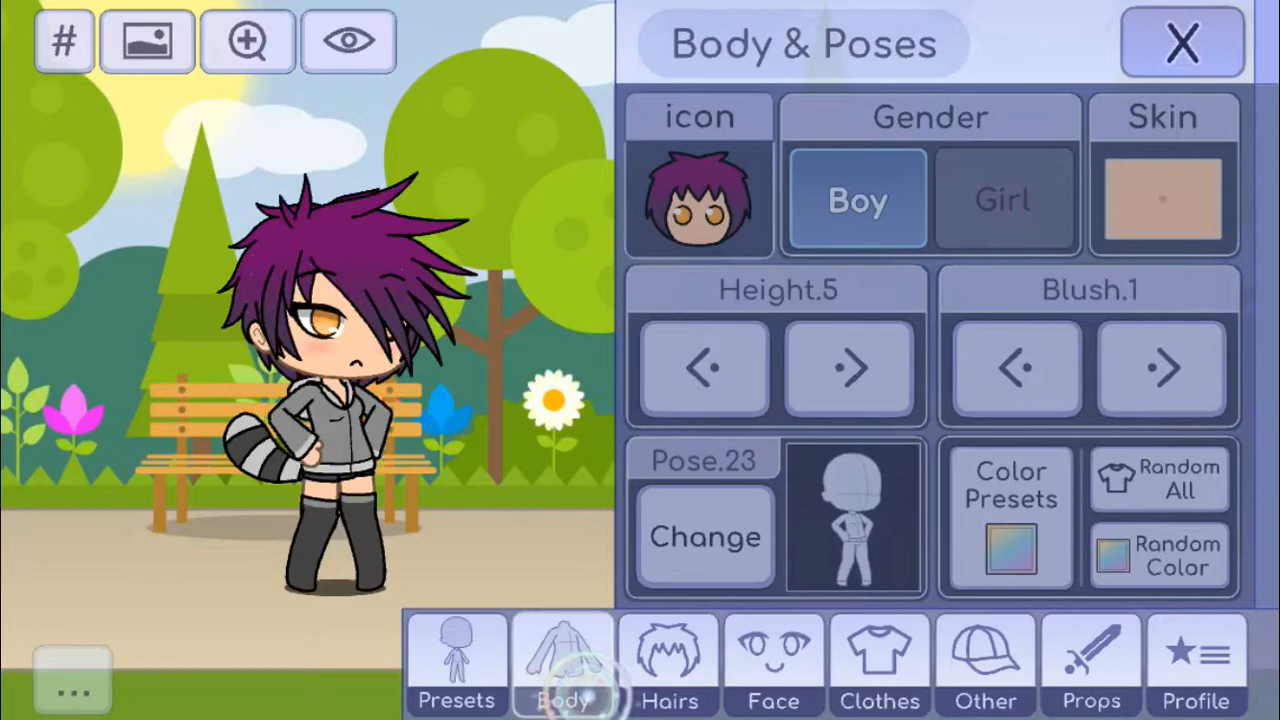 #
Body & Poses
X
icon
Gender
Skin
Boy
Girl
Height.5
Blush.1
Pose.23
Change
Color
Presets
Random
All
Random
Color
...
Presets
Body
Hairs
Face
Clothes
Other
Props
Profile